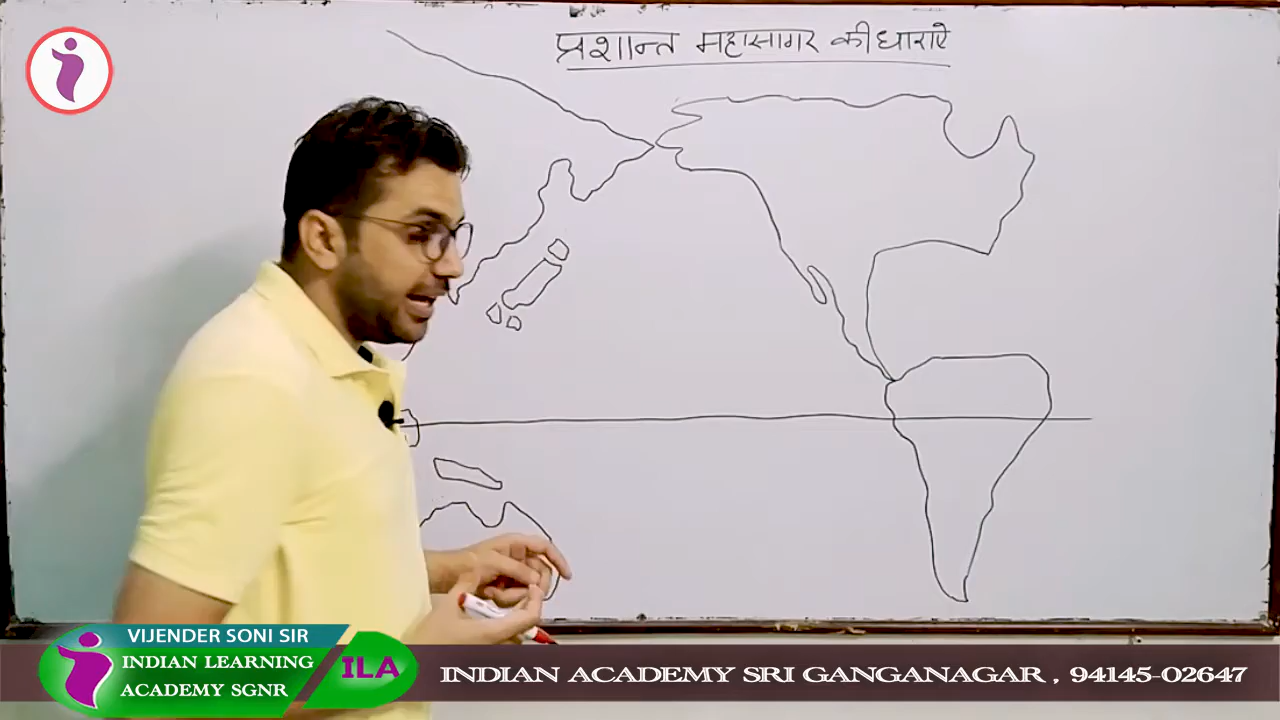 प्रशान्त महासागर की धाराऐ
VIJENDER SONI SIR
INDIAN LEARNING
ACADEMY SGNR
ILA
INDIAN ACADEMY SRI GANGANAGAR , 94145-02647